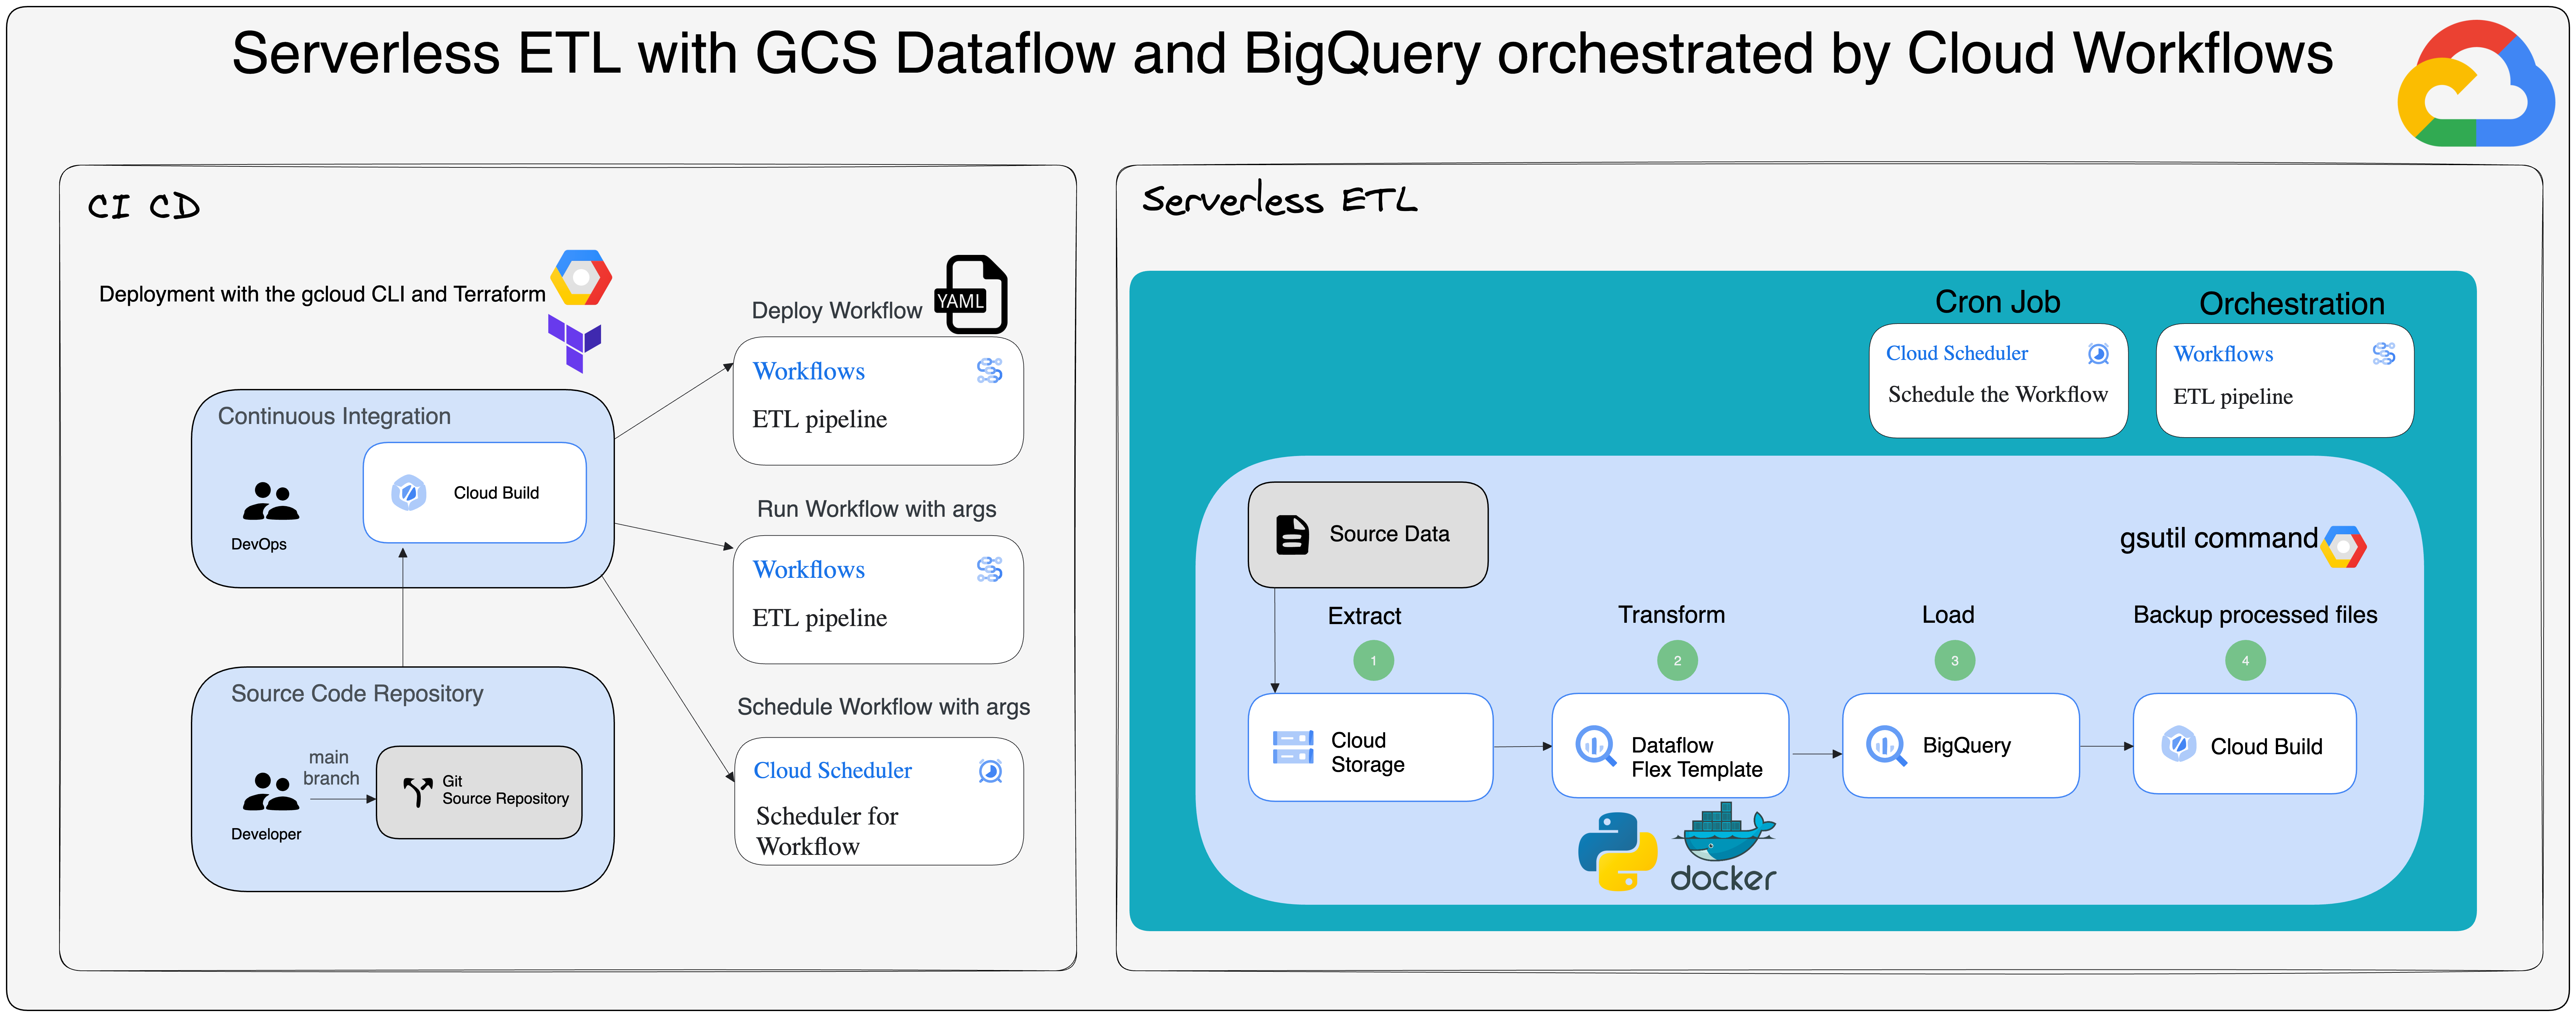 Serverless ETL with GCS Dataflow and BigQuery orchestrated by Cloud Workflows
CI CD
Deployment with the gcloud CLI and Terraform
Continuous Integration
Cloud Build
DevOps
Source Code Repository
main
branch
Developer
Git
Source Repository
Deploy Workflow
YAML
Workflows
ETL pipeline
Run Workflow with args
Workflows
ETL pipeline
Schedule Workflow with args
Cloud Scheduler
Scheduler for
Workflow
Serverless ETL
Cron Job
Cloud Scheduler
Schedule the Workflow
Orchestration
Workflows
ETL pipeline
Source Data
gsutil command
Extract
1
Cloud
Storage
Transform
2
Dataflow
Flex Template
docker
Load
3
BigQuery
Backup processed files
4
Cloud Build